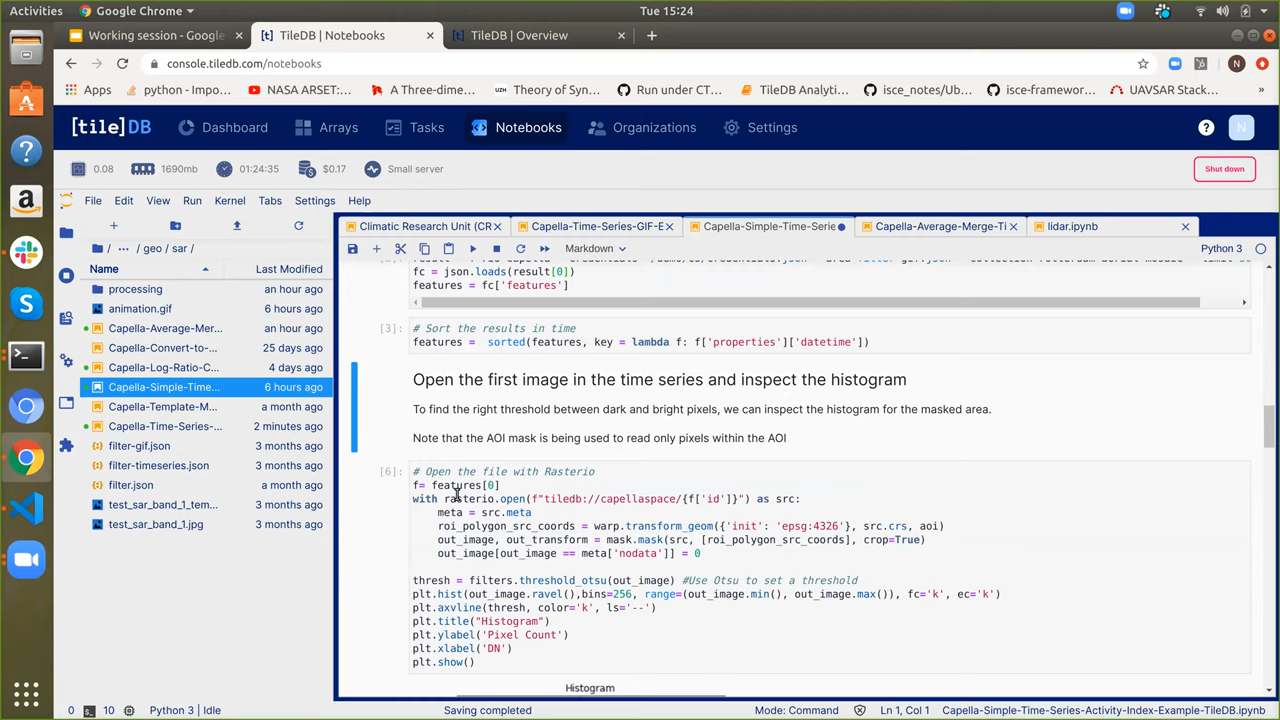 Activities
Google Chrome
Tue 15:24
Working session - Google
TileDB | Notebooks
TileDB | Overview
console.tiledb.com/notebooks
N
Apps
python - Impo...
NASA ARSET:...
A Three-dime...
Theory of Syn...
Run under CT...
TileDB Analyti...
isce_notes/Ub...
isce-framewor...
UAVSAR Stack...
[tile]DB
Dashboard
Arrays
Tasks
Notebooks
Organizations
Settings
N
0.08
1690mb
01:24:35
$0.17
Small server
Shut down
File
Edit
View
Run
Kernel
Tabs
Settings
Help
/ ··· / geo / sar /
Name
Last Modified
processing
an hour ago
animation.gif
6 hours ago
Capella-Average-Mer...
an hour ago
Capella-Convert-to-...
25 days ago
Capella-Log-Ratio-C...
4 days ago
Capella-Simple-Time...
6 hours ago
Capella-Template-M...
a month ago
Capella-Time-Series-...
2 minutes ago
filter-gif.json
3 months ago
filter-timeseries.json
3 months ago
filter.json
a month ago
test_sar_band_1_tem...
3 months ago
test_sar_band_1.jpg
3 months ago
Climatic Research Unit (CR
Capella-Time-Series-GIF-E
Capella-Simple-Time-Serie
Capella-Average-Merge-Ti
lidar.ipynb
Markdown
Python 3
fc = json.loads(result[0])
features = fc['features']
[3]:
# Sort the results in time
features =  sorted(features, key = lambda f: f['properties']['datetime'])
Open the first image in the time series and inspect the histogram
To find the right threshold between dark and bright pixels, we can inspect the histogram for the masked area.
Note that the AOI mask is being used to read only pixels within the AOI
[6]:
# Open the file with Rasterio
f= features[0]
with rasterio.open(f"tiledb://capellaspace/{f['id']}") as src:
    meta = src.meta
    roi_polygon_src_coords = warp.transform_geom({'init': 'epsg:4326'}, src.crs, aoi)
    out_image, out_transform = mask.mask(src, [roi_polygon_src_coords], crop=True)
    out_image[out_image == meta['nodata']] = 0
thresh = filters.threshold_otsu(out_image) #Use Otsu to set a threshold
plt.hist(out_image.ravel(),bins=256, range=(out_image.min(), out_image.max()), fc='k', ec='k')
plt.axvline(thresh, color='k', ls='--')
plt.title("Histogram")
plt.ylabel('Pixel Count')
plt.xlabel('DN')
plt.show()
Histogram
0
10
Python 3 | Idle
Saving completed
Mode: Command
Ln 1, Col 1
Capella-Simple-Time-Series-Activity-Index-Example-TileDB.ipynb